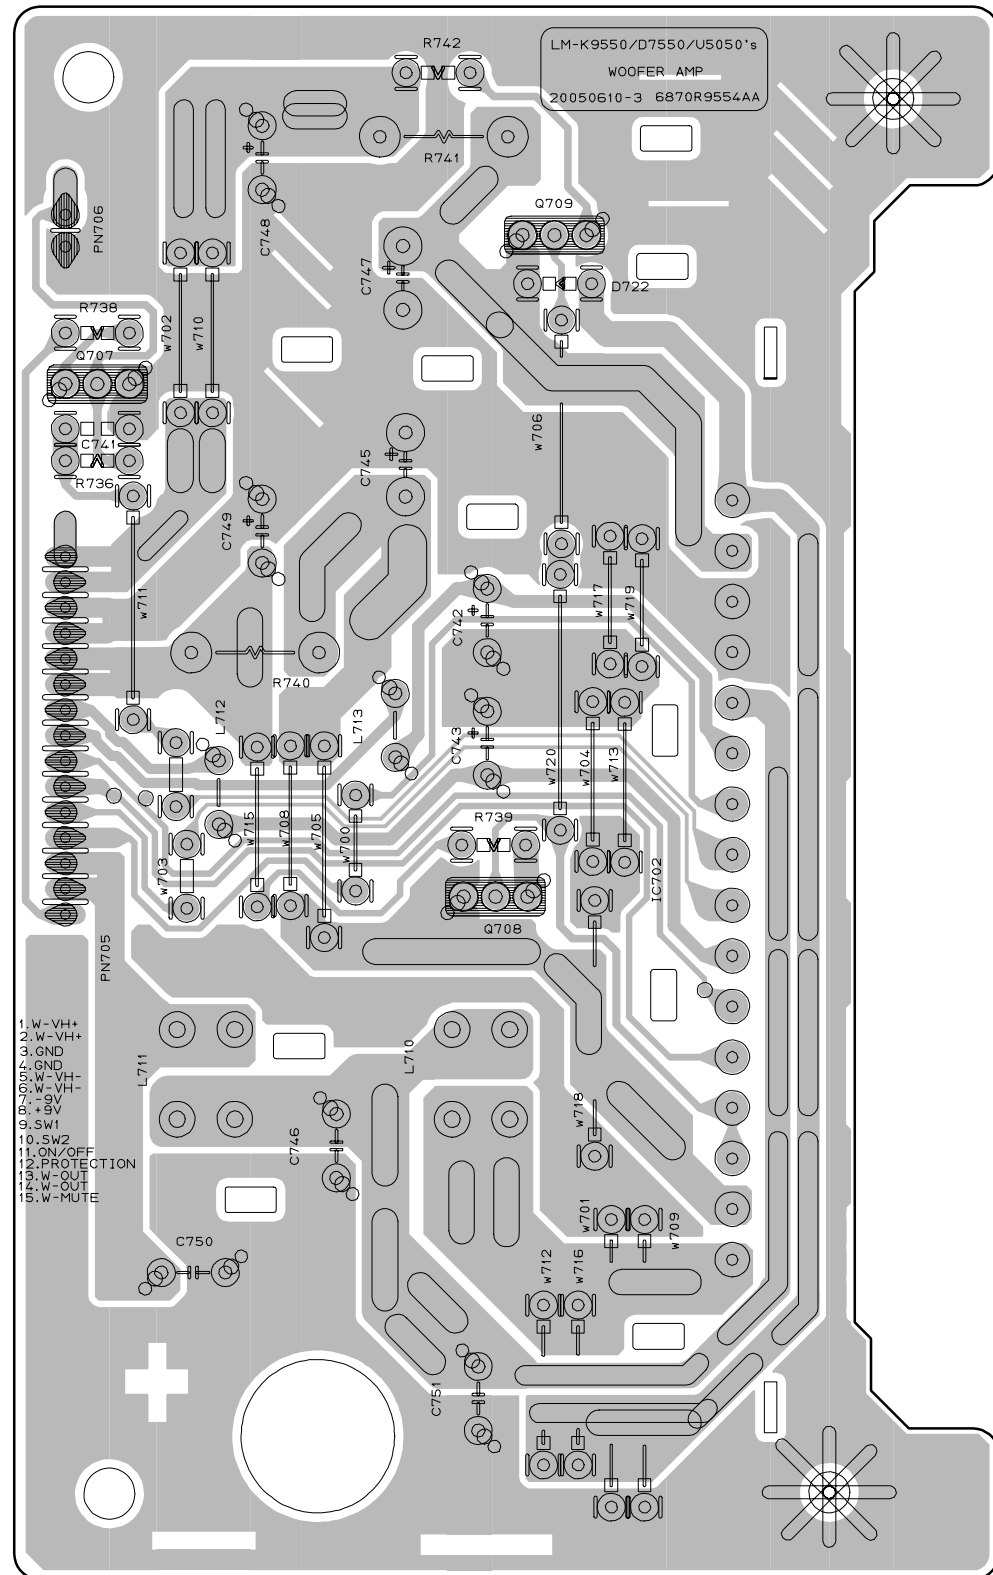 R742
LM-K9550/D7550/U5050's
WOOFER AMP
20050610-3 6870R9554AA
R741
Q709
PN706
C748
C747
D722
R738
W702
W710
Q707
W706
C741
C745
R736
C749
W711
W717
W719
C742
R740
L712
L713
C743
W720
W704
W713
R739
W715
W708
W705
W700
W703
IC702
Q708
PN705
1.W-VH+
2.W-VH+
3.GND
4.GND
5.W-VH-
6.W-VH-
7.-9V
8.+9V
9.SW1
10.SW2
11.ON/OFF
12.PROTECTION
13.W-OUT
14.W-OUT
15.W-MUTE
L711
L710
C746
W718
W701
W709
C750
W712
W716
C751